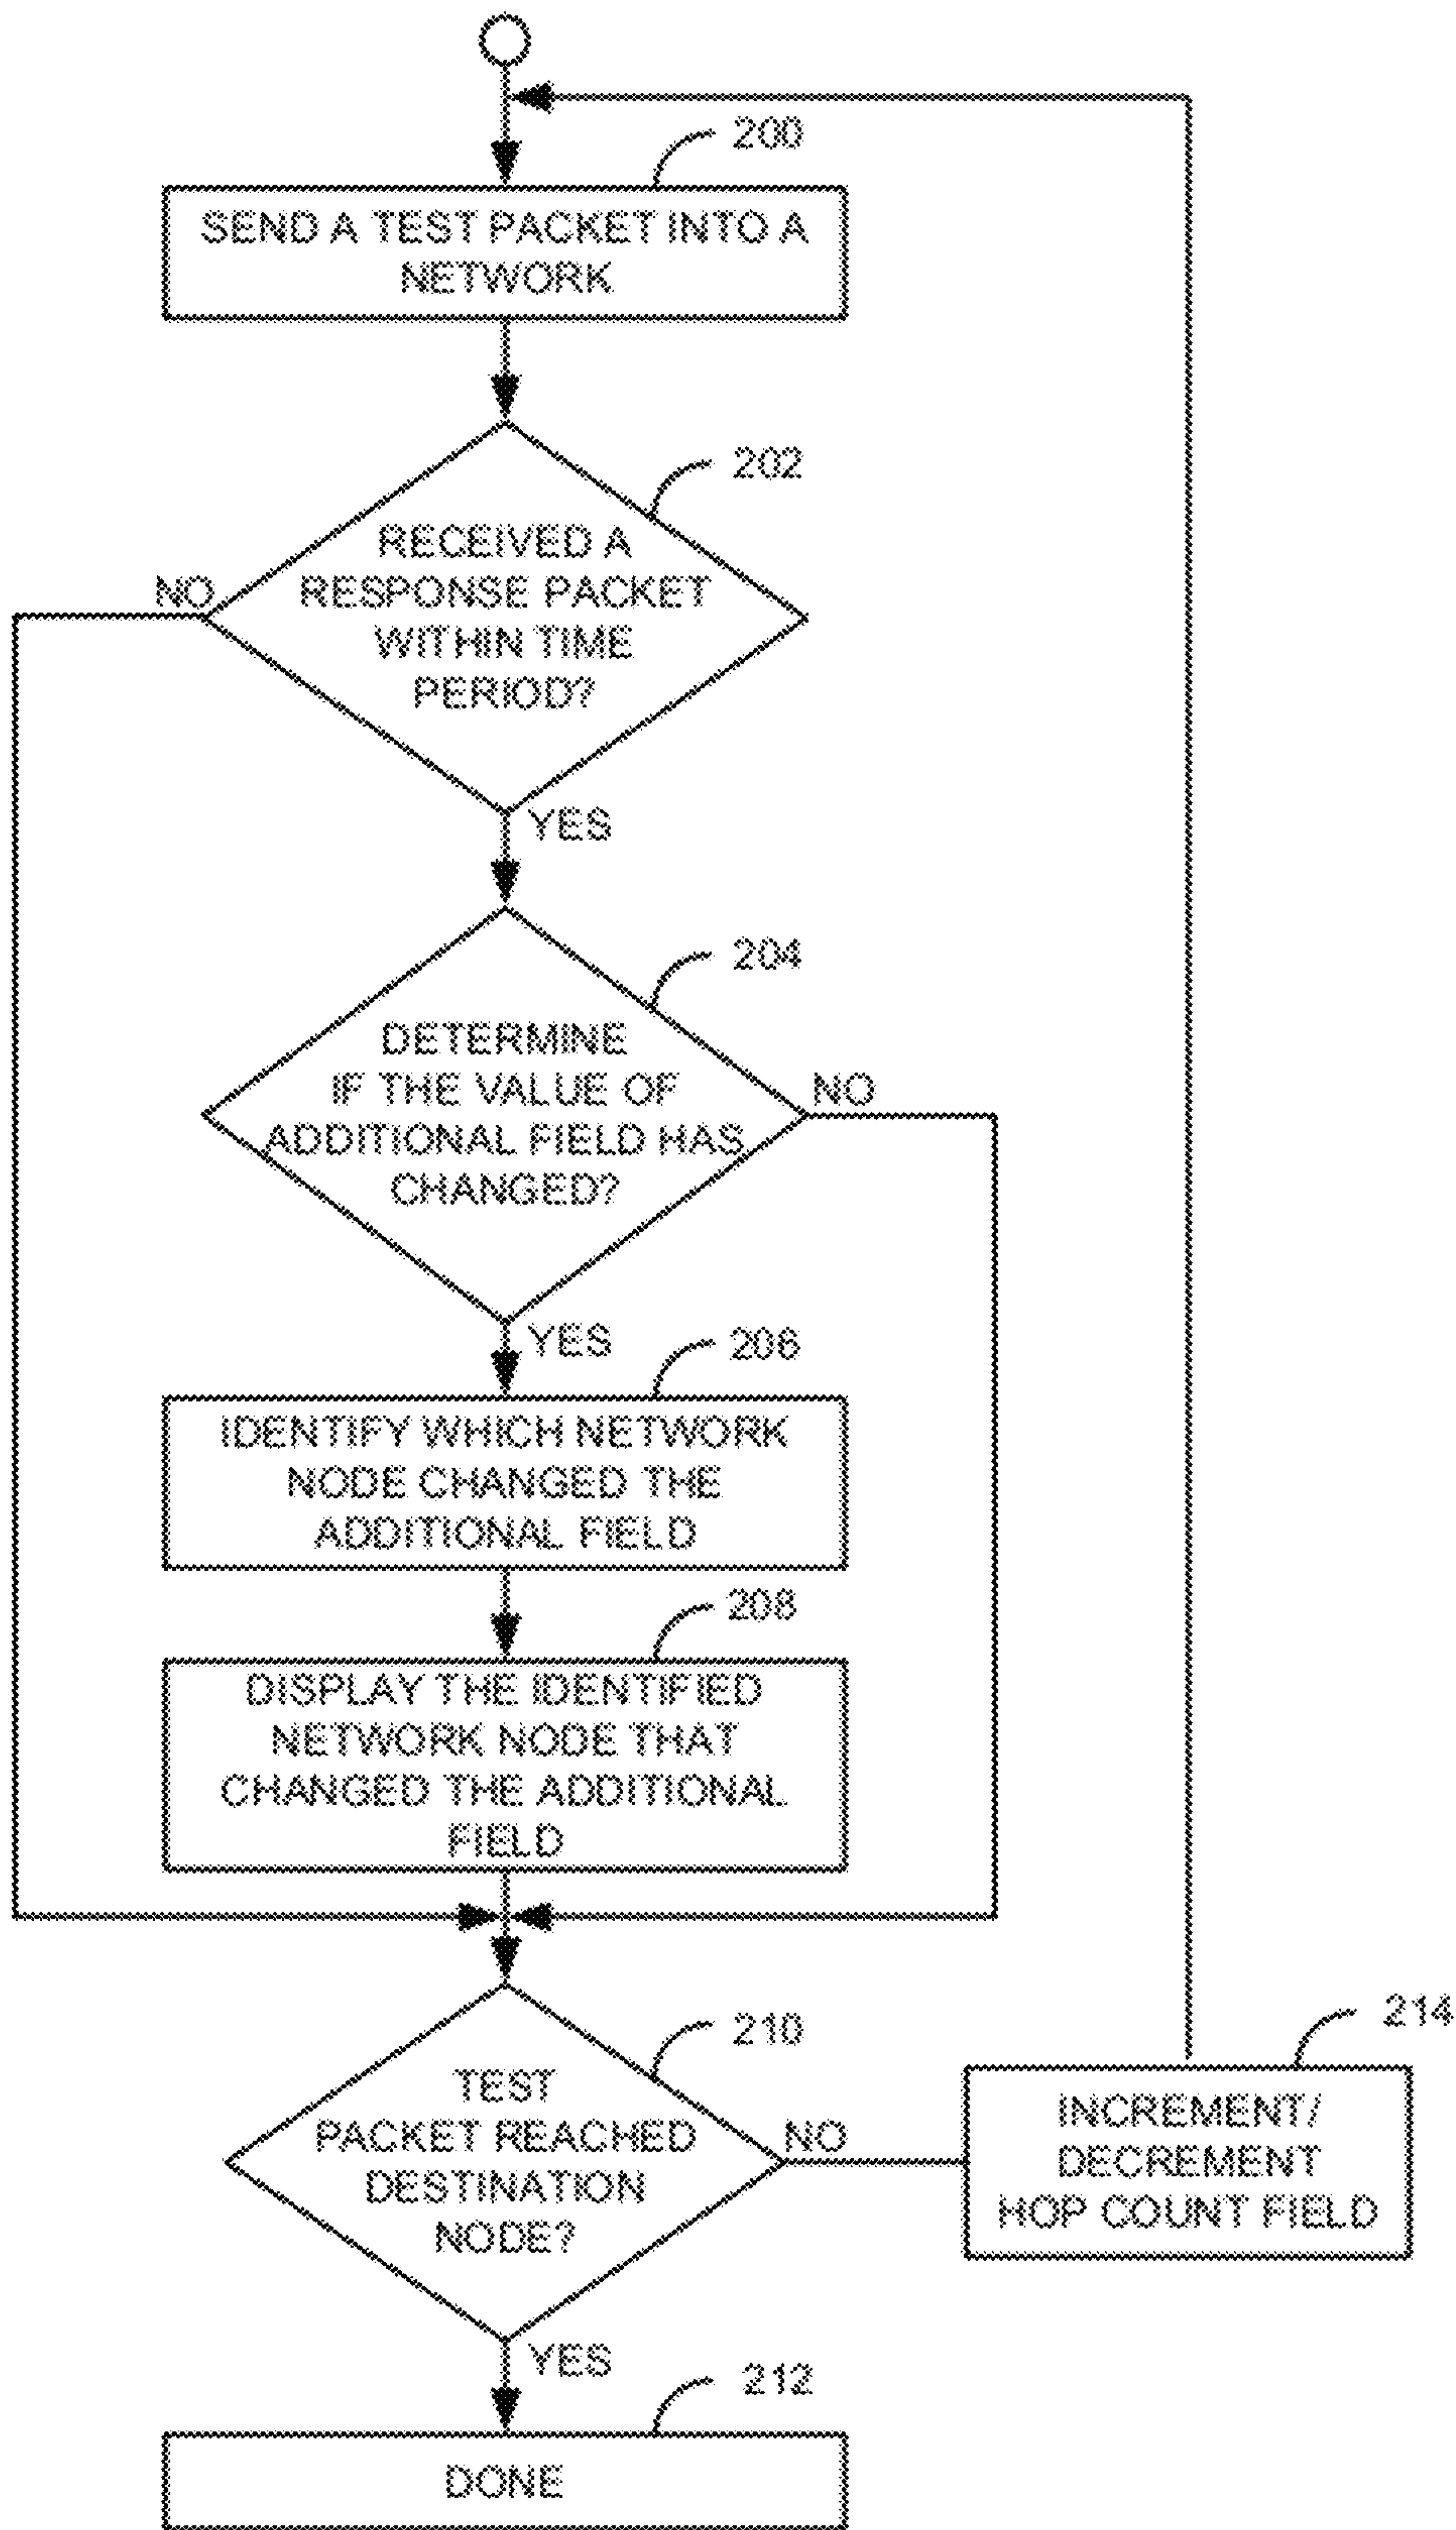 200
SEND A TEST PACKET INTO A
NETWORK
202
RECEIVED A
RESPONSE PACKET
WITHIN TIME
PERIOD?
NO
YES
204
DETERMINE
IF THE VALUE OF
ADDITIONAL FIELD HAS
CHANGED?
NO
YES
206
IDENTIFY WHICH NETWORK
NODE CHANGED THE
ADDITIONAL FIELD
208
DISPLAY THE IDENTIFIED
NETWORK NODE THAT
CHANGED THE ADDITIONAL
FIELD
210
TEST
PACKET REACHED
DESTINATION
NODE?
NO
214
INCREMENT/
DECREMENT
HOP COUNT FIELD
YES
212
DONE